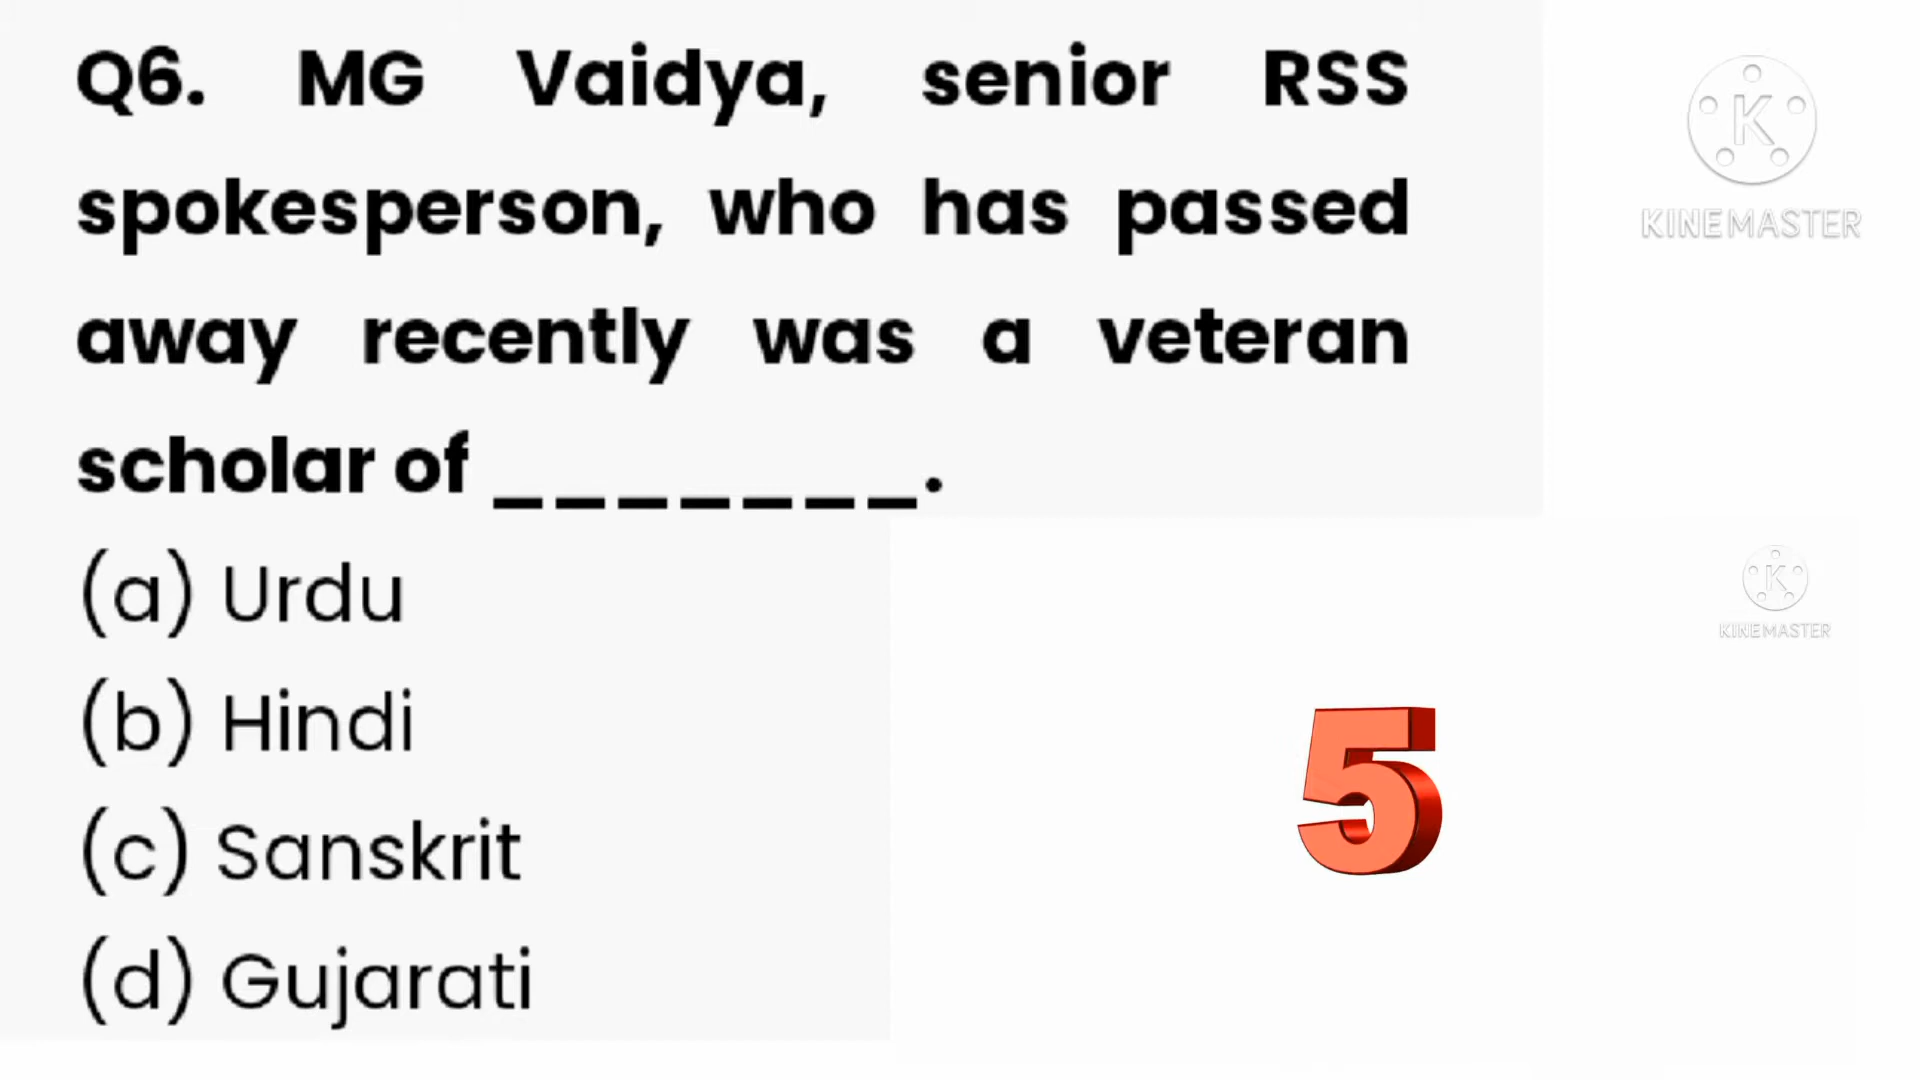 Q6. MG Vaidya, senior RSS
spokesperson, who has passed
away recently was a veteran
scholar of _______.
(a) Urdu
(b) Hindi
(c) Sanskrit
(d) Gujarati
K
KINEMASTER
K
KINEMASTER
5